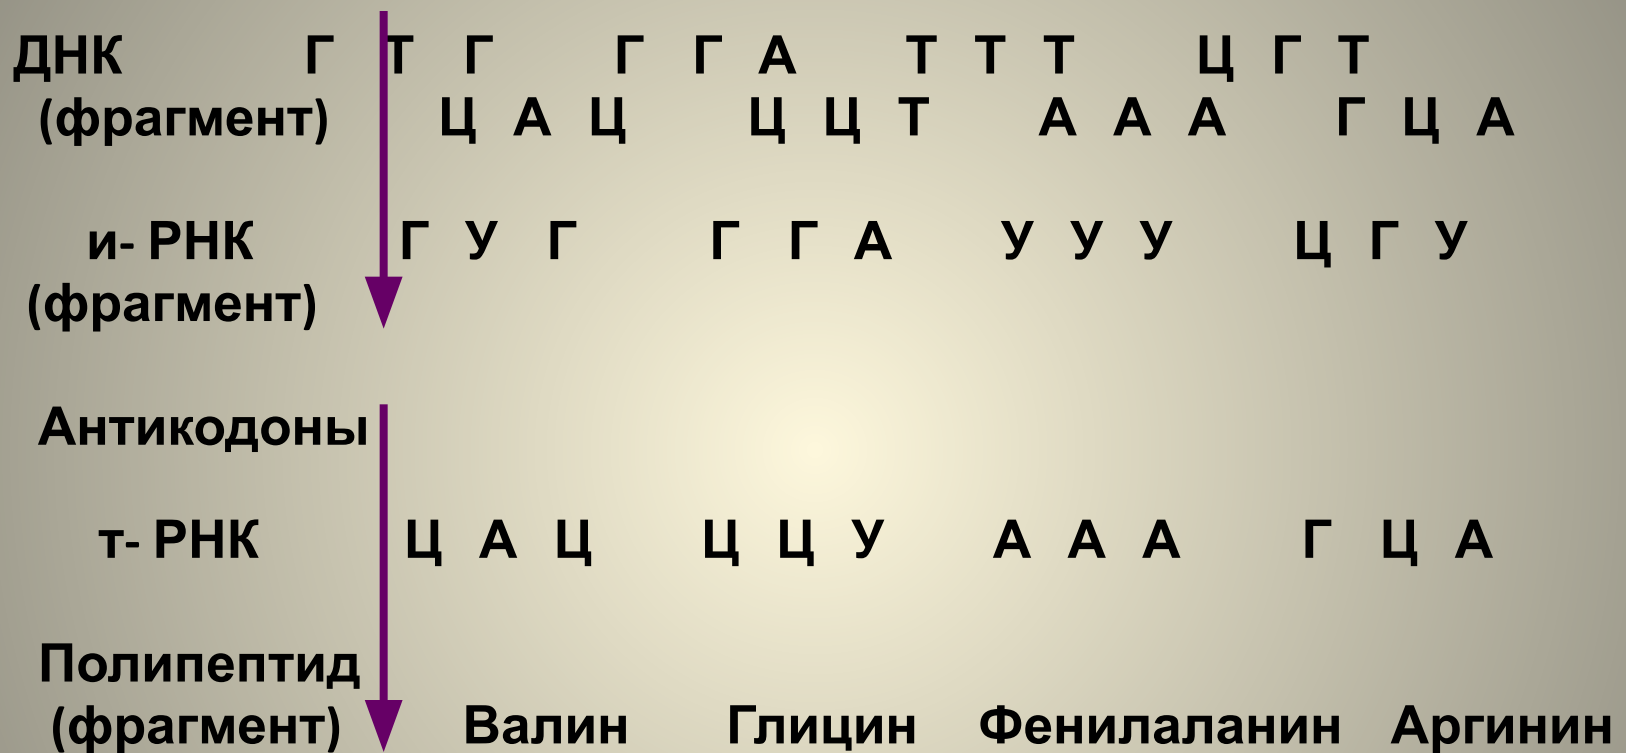 ДНК Г Т Г Г Г А Т Т Т Ц Г Т
(фрагмент) Ц А Ц Ц Ц Т А А А Г Ц А
и- РНК Г У Г Г Г А У У У Ц Г У
(фрагмент)
Антикодоны
т- РНК Ц А Ц Ц Ц У А А А Г Ц А
Полипептид
(фрагмент) Валин Глицин Фенилаланин Аргинин